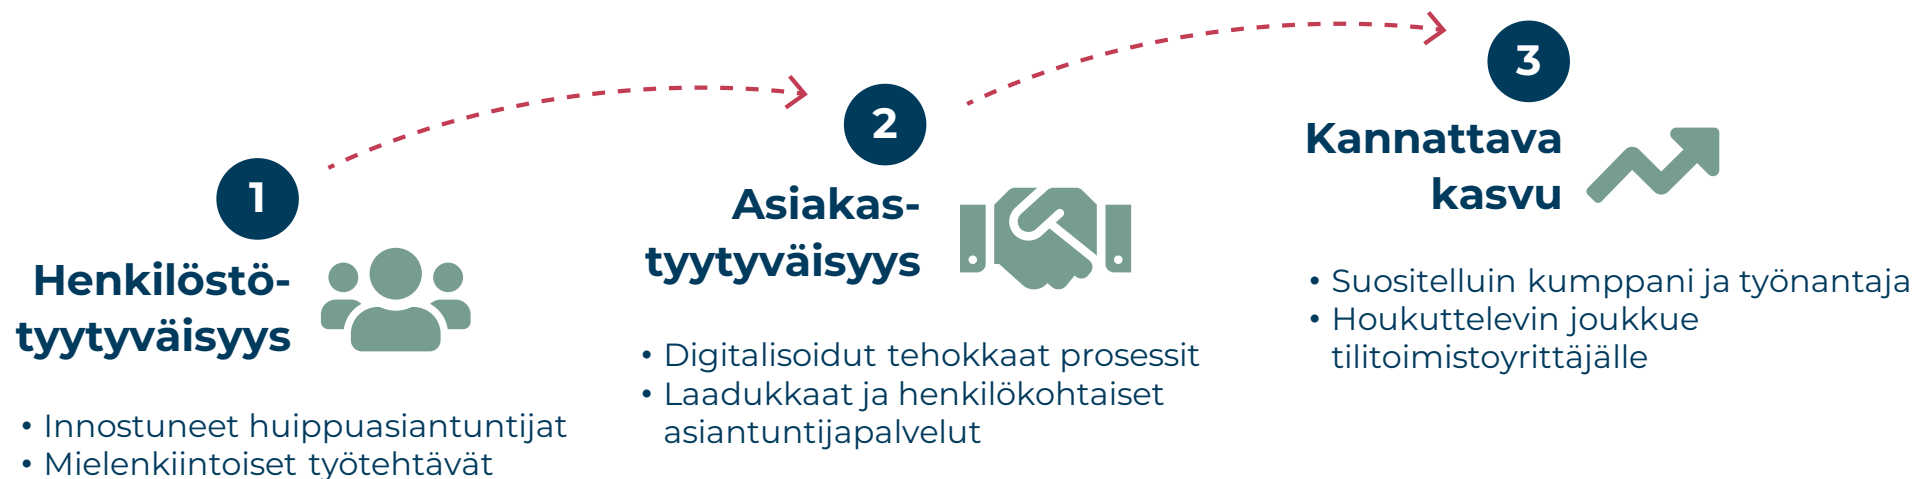 1
Henkilöstö-
tyytyväisyys
• Innostuneet huippuasiantuntijat
• Mielenkiintoiset työtehtävät
2
Asiakas-
tyytyväisyys
• Digitalisoidut tehokkaat prosessit
• Laadukkaat ja henkilökohtaiset
asiantuntijapalvelut
3
Kannattava
kasvu
• Suositelluin kumppani ja työnantaja
• Houkuttelevin joukkue
tilitoimistoyrittäjälle